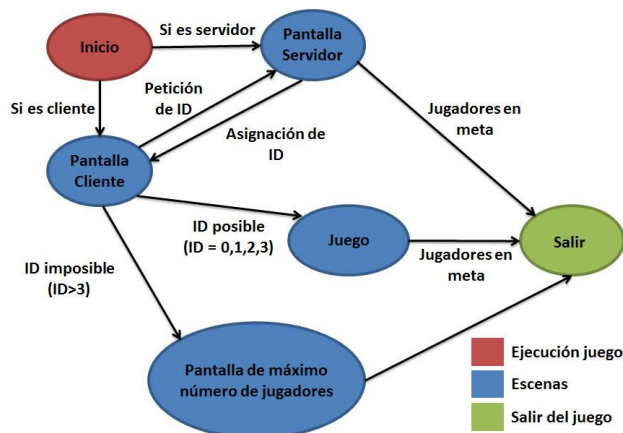 Inicio
Si es servidor
Pantalla
Servidor
Si es cliente
Petición
de ID
Asignación de
ID
Jugadores en
meta
Pantalla
Cliente
ID posible
(ID = 0,1,2,3)
Juego
Jugadores en
meta
Salir
ID imposible
(ID>3)
Pantalla de máximo
número de jugadores
Ejecución juego
Escenas
Salir del juego